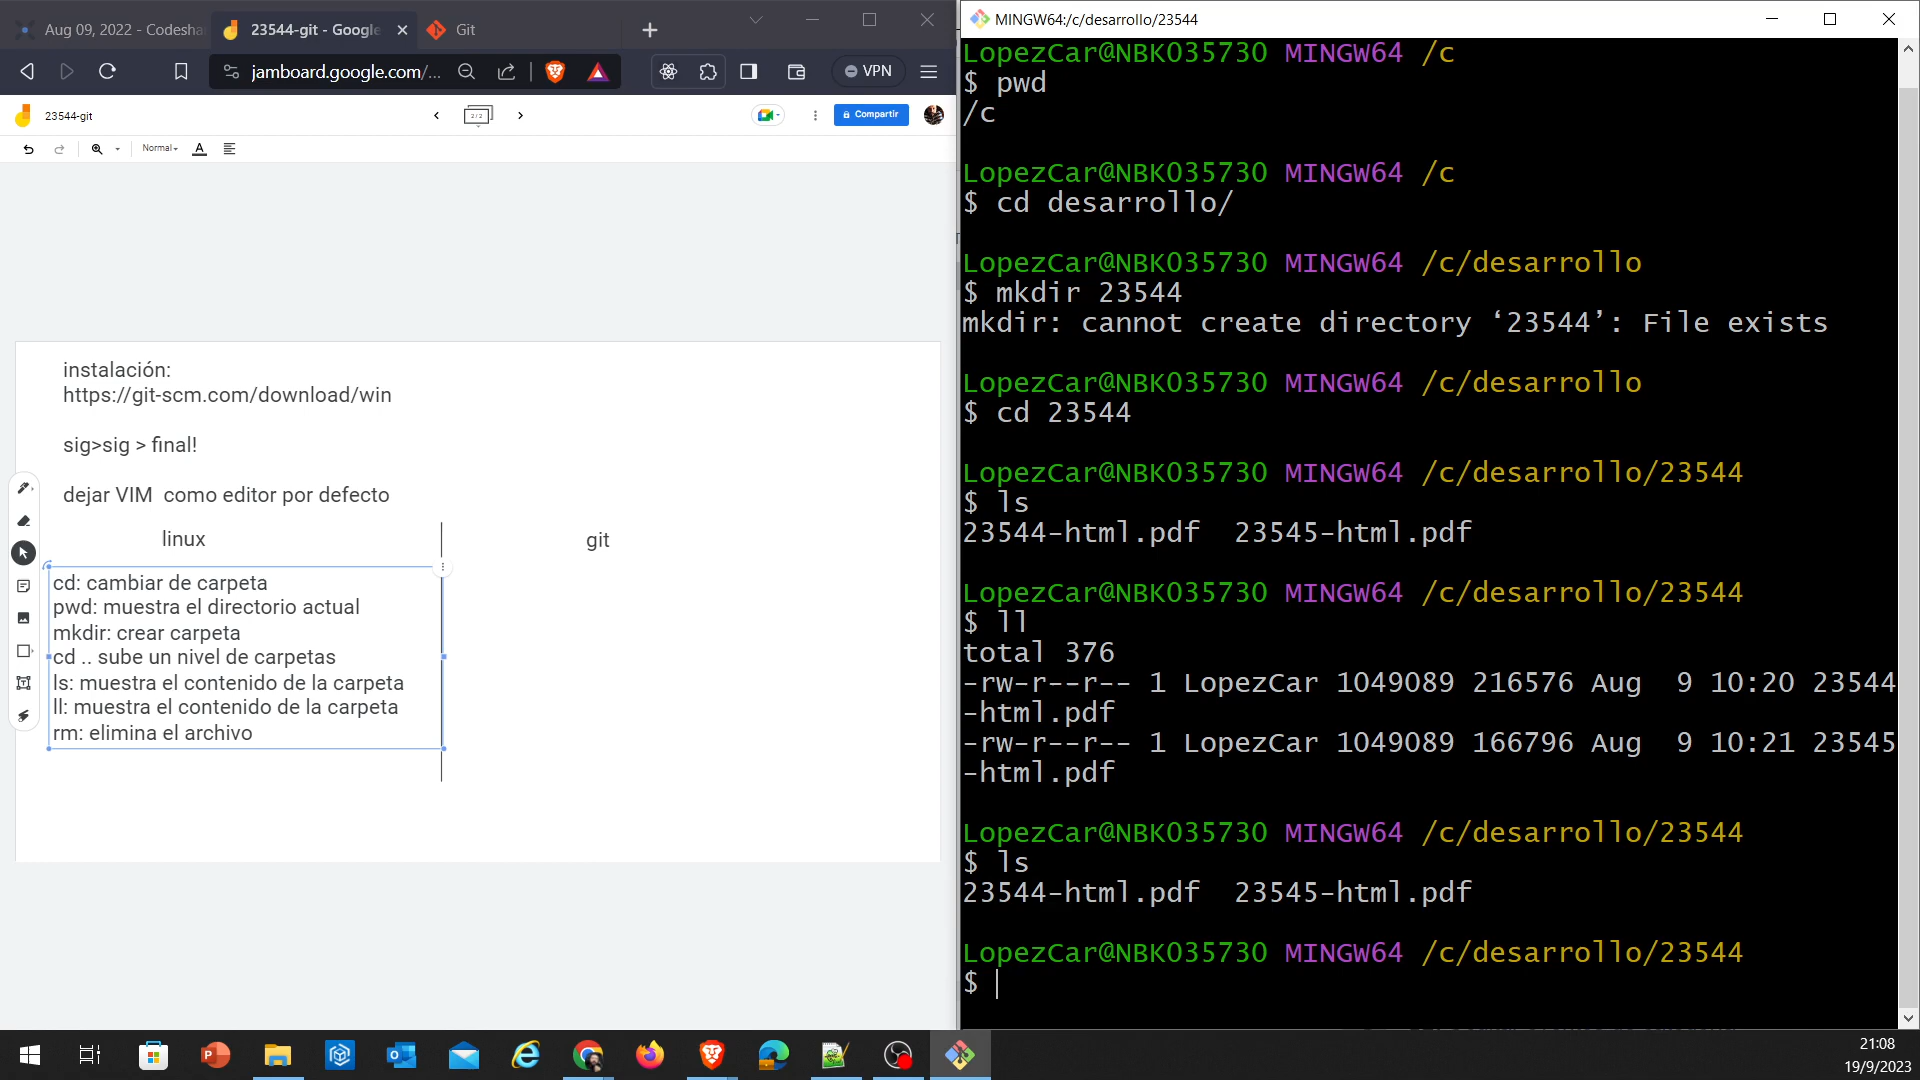 Aug 09, 2022 - Codesha
23544-git - Google
Git
jamboard.google.com/...
VPN
23544-git
2/2
Compartir
Normal
instalación:
https://git-scm.com/download/win
sig>sig > final!
dejar VIM  como editor por defecto
linux
git
cd: cambiar de carpeta
pwd: muestra el directorio actual
mkdir: crear carpeta
cd .. sube un nivel de carpetas
ls: muestra el contenido de la carpeta
ll: muestra el contenido de la carpeta
rm: elimina el archivo
MINGW64:/c/desarrollo/23544
LopezCar@NBK035730 MINGW64 /c
$ pwd
/c
LopezCar@NBK035730 MINGW64 /c
$ cd desarrollo/
LopezCar@NBK035730 MINGW64 /c/desarrollo
$ mkdir 23544
mkdir: cannot create directory ‘23544’: File exists
LopezCar@NBK035730 MINGW64 /c/desarrollo
$ cd 23544
LopezCar@NBK035730 MINGW64 /c/desarrollo/23544
$ ls
23544-html.pdf  23545-html.pdf
LopezCar@NBK035730 MINGW64 /c/desarrollo/23544
$ ll
total 376
-rw-r--r-- 1 LopezCar 1049089 216576 Aug  9 10:20 23544
-html.pdf
-rw-r--r-- 1 LopezCar 1049089 166796 Aug  9 10:21 23545
-html.pdf
LopezCar@NBK035730 MINGW64 /c/desarrollo/23544
$ ls
23544-html.pdf  23545-html.pdf
LopezCar@NBK035730 MINGW64 /c/desarrollo/23544
$
21:08
19/9/2023